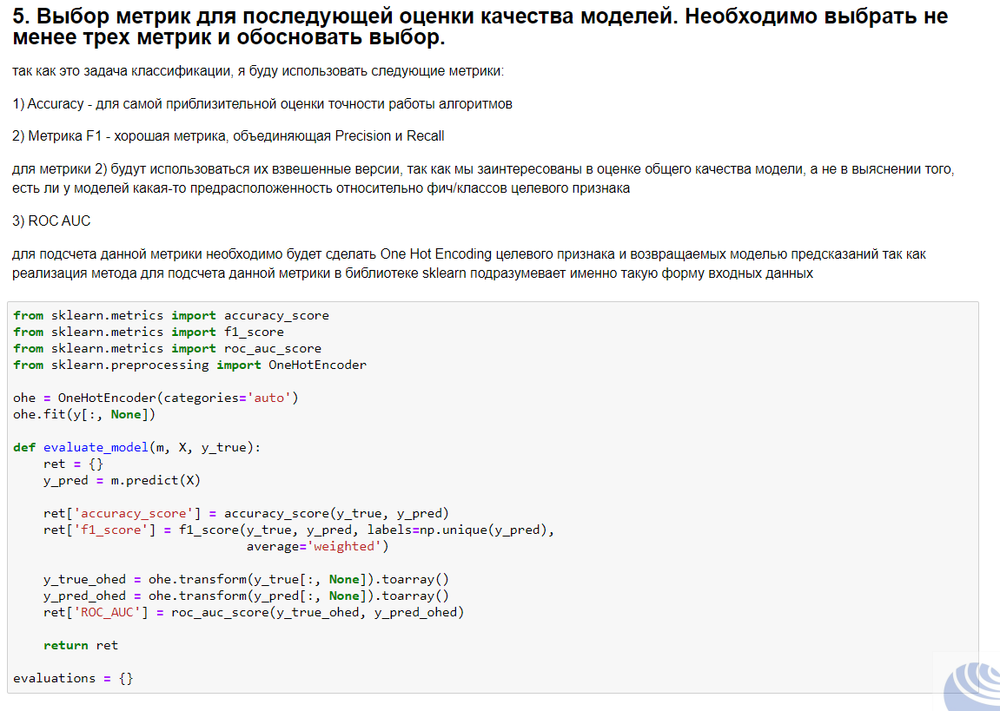 5. Выбор метрик для последующей оценки качества моделей. Необходимо выбрать не
менее трех метрик и обосновать выбор.
так как это задача классификации, я буду использовать следующие метрики:
1) Accuracy - для самой приблизительной оценки точности работы алгоритмов
2) Метрика F1 - хорошая метрика, объединяющая Precision и Recall
для метрики 2) будут использоваться их взвешенные версии, так как мы заинтересованы в оценке общего качества модели, а не в выяснении того,
есть ли у моделей какая-то предрасположенность относительно фич/классов целевого признака
3) ROC AUC
для подсчета данной метрики необходимо будет сделать One Hot Encoding целевого признака и возвращаемых моделью предсказаний так как
реализация метода для подсчета данной метрики в библиотеке sklearn подразумевает именно такую форму входных данных
from sklearn.metrics import accuracy_score
from sklearn.metrics import f1_score
from sklearn.metrics import roc_auc_score
from sklearn.preprocessing import OneHotEncoder
ohe = OneHotEncoder(categories='auto')
ohe.fit(y[:, None])
def evaluate_model(m, X, y_true):
    ret = {}
    y_pred = m.predict(X)
    ret['accuracy_score'] = accuracy_score(y_true, y_pred)
    ret['f1_score'] = f1_score(y_true, y_pred, labels=np.unique(y_pred),
                               average='weighted')
    y_true_ohed = ohe.transform(y_true[:, None]).toarray()
    y_pred_ohed = ohe.transform(y_pred[:, None]).toarray()
    ret['ROC_AUC'] = roc_auc_score(y_true_ohed, y_pred_ohed)
    return ret
evaluations = {}